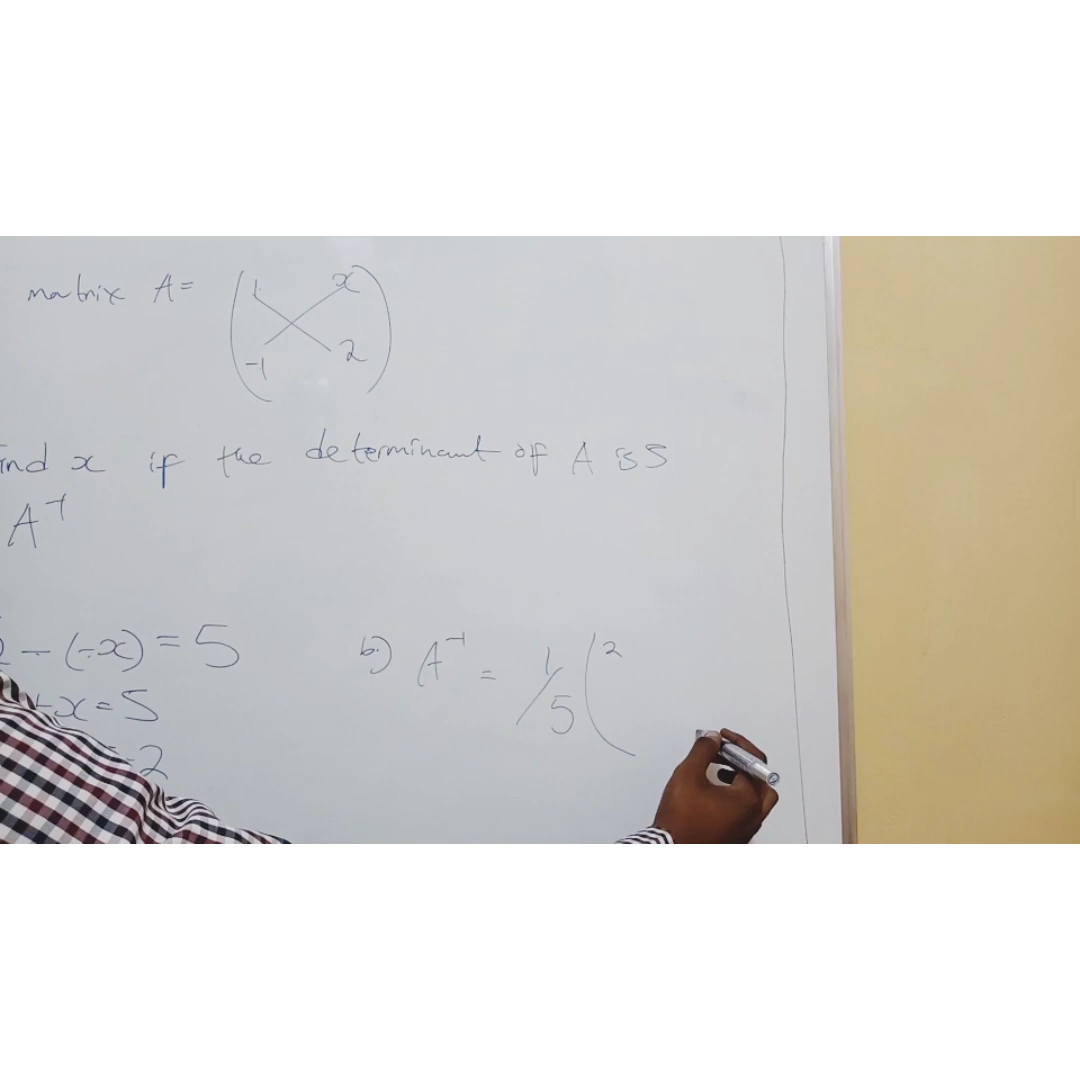 matrix A = ( 1 x
-1 2 )
find x if the determinant of A is 5
A⁻¹
2 - (-x) = 5
+x = 5
= 2
b.) A⁻¹ = 1/5 ( 2